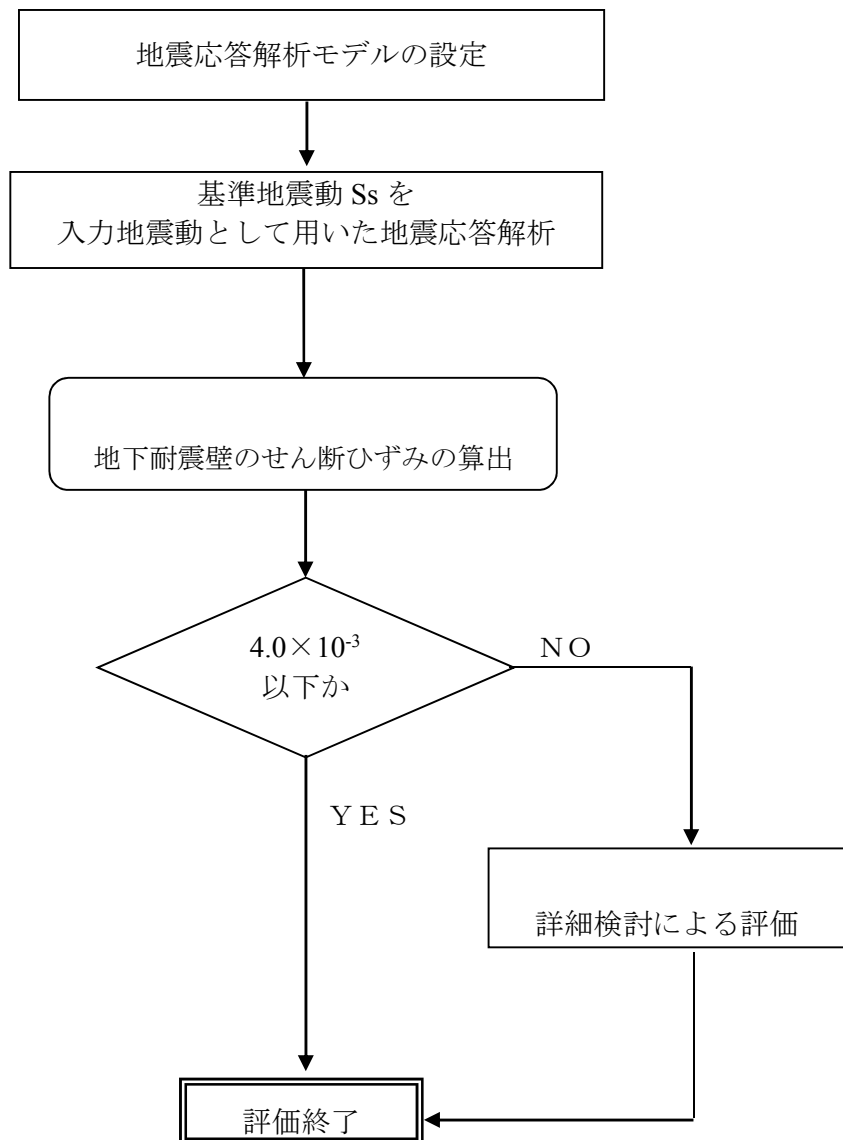 地震応答解析モデルの設定
基準地震動 Ss を
入力地震動として用いた地震応答解析
地下耐震壁のせん断ひずみの算出
4.0×10⁻³
以下か
ＮＯ
ＹＥＳ
詳細検討による評価
評価終了